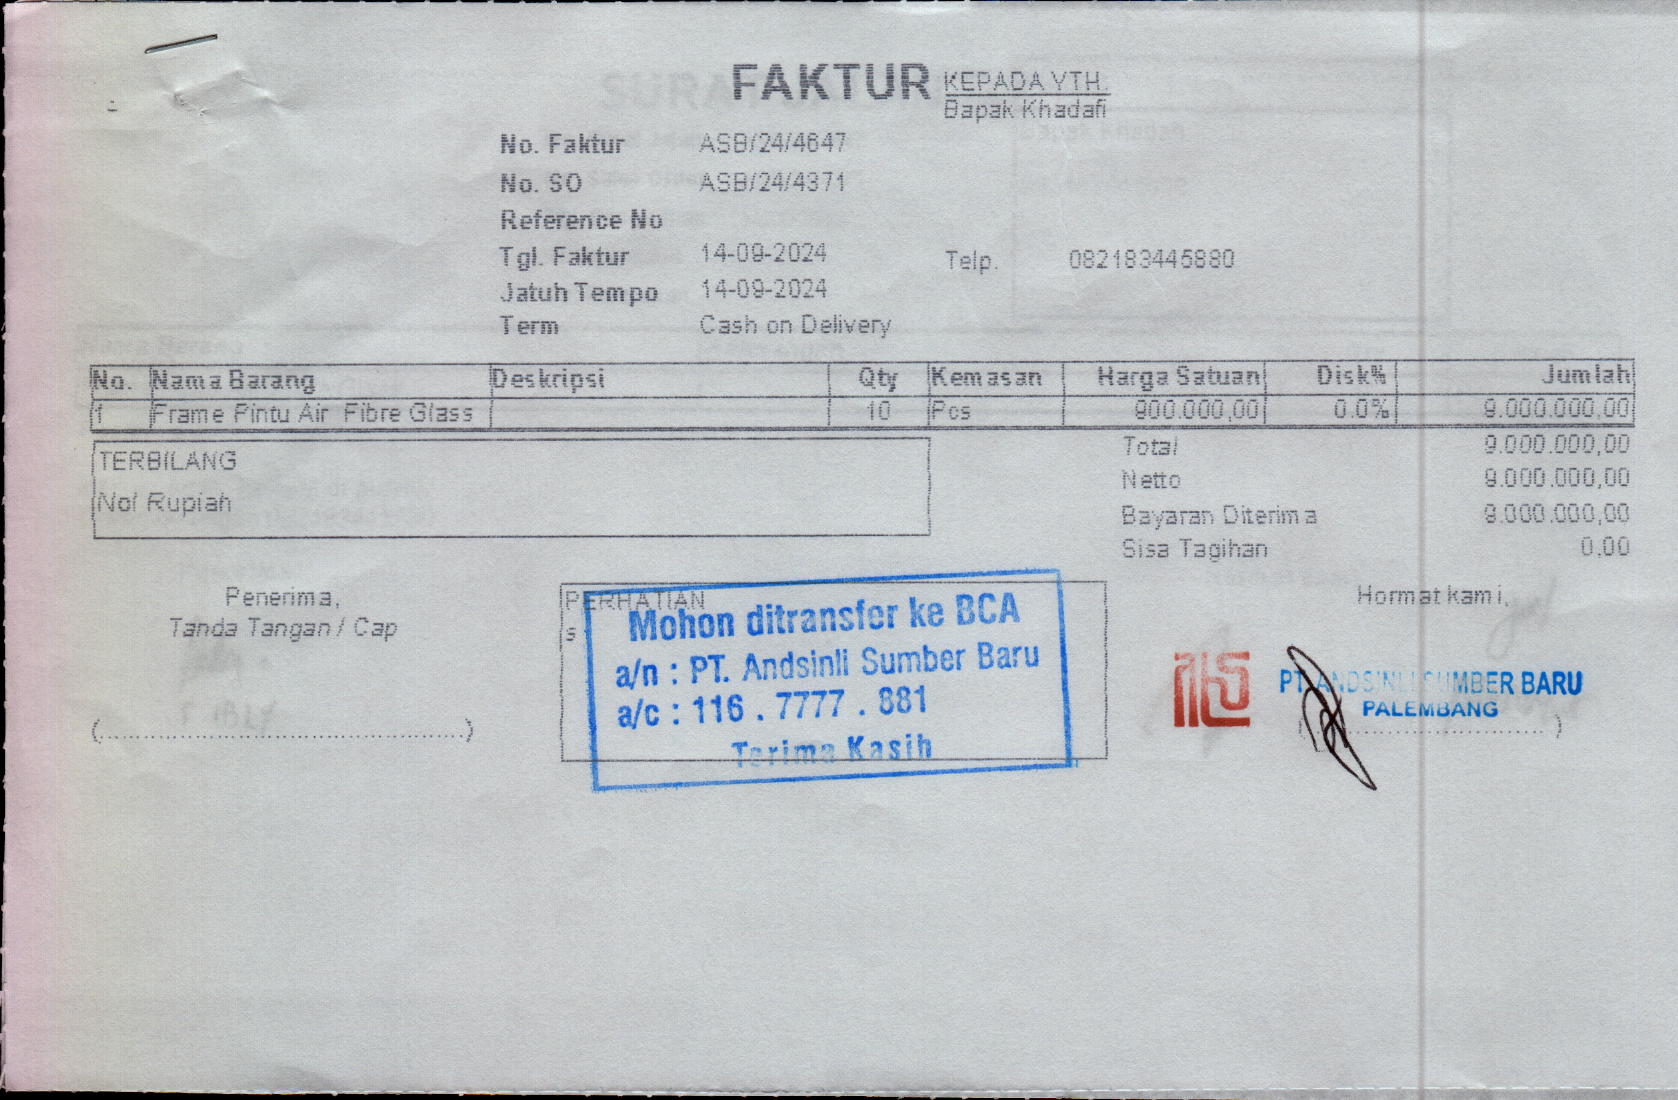 FAKTUR
KEPADA YTH.
Bapak Khadafi
No. Faktur ASB/24/4647
No. SO ASB/24/4371
Reference No
Tgl. Faktur 14-09-2024
Telp. 082183445880
Jatuh Tempo 14-09-2024
Term Cash on Delivery
No. Nama Barang Deskripsi Qty Kemasan Harga Satuan Disk% Jumlah
1 Frame Pintu Air Fibre Glass 10 Pcs 900.000,00 0.0% 9.000.000,00
Total 9.000.000,00
TERBILANG
Netto 9.000.000,00
Nol Rupiah
Bayaran Diterima 9.000.000,00
Sisa Tagihan 0,00
Penerima,
Tanda Tangan / Cap
(..............................................)
PERHATIAN
s
Mohon ditransfer ke BCA
a/n : PT. Andsinli Sumber Baru
a/c : 116 . 7777 . 881
Terima Kasih
Hormat kami,
PT. ANDSINLI SUMBER BARU
PALEMBANG
(..............................)